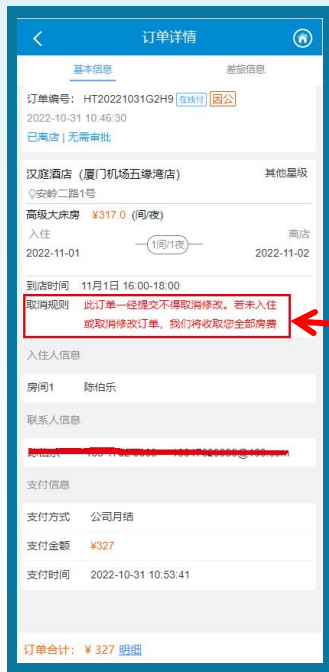 订单详情
基本信息 差旅信息
订单编号： HT20221031G2H9 在线付 因公
2022-10-31 10:46:30
已离店 | 无需审批
汉庭酒店（厦门机场五缘湾店） 其他星级
安岭二路1号
高级大床房 ¥317.0 (间/夜)
入住 1间/1夜 离店
2022-11-01 2022-11-02
到店时间 11月1日 16:00-18:00
取消规则 此订单一经提交不得取消修改。若未入住
或取消修改订单，我们将收取您全部房费
入住人信息
房间1 陈伯乐
联系人信息
支付信息
支付方式 公司月结
支付金额 ¥327
支付时间 2022-10-31 10:53:41
订单合计： ¥ 327 明细